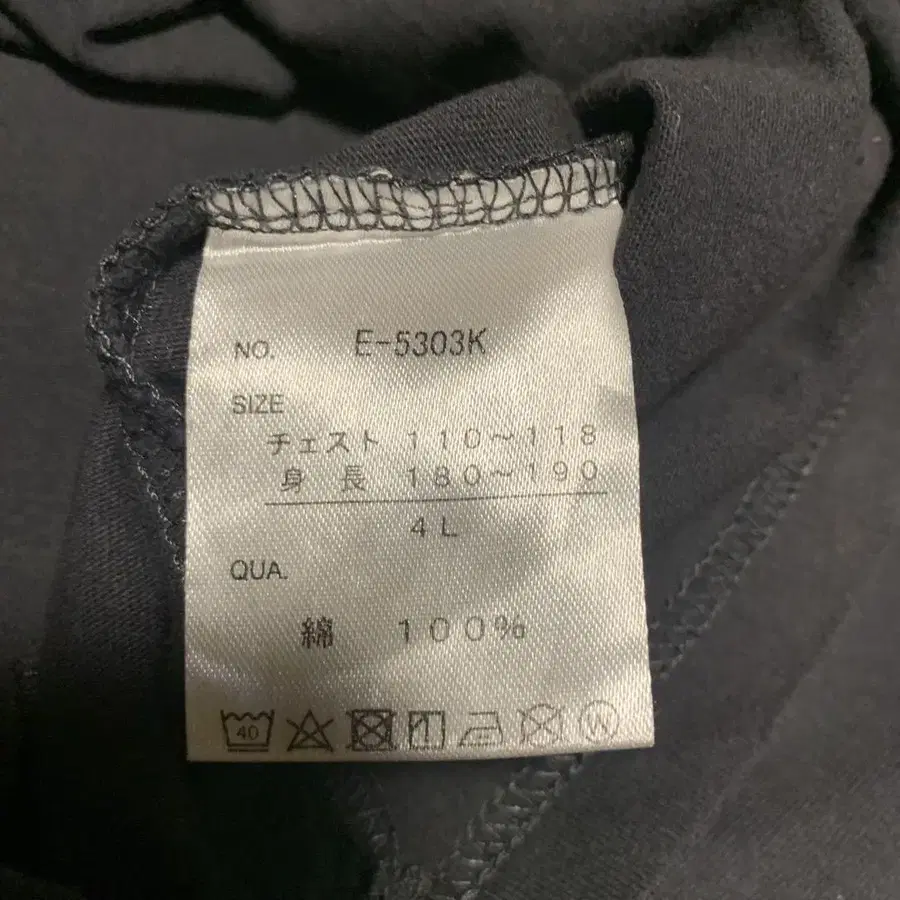 NO. E-5303K
SIZE
チェスト 110～118
身長 180～190
4L
QUA.
綿 100%
40 W